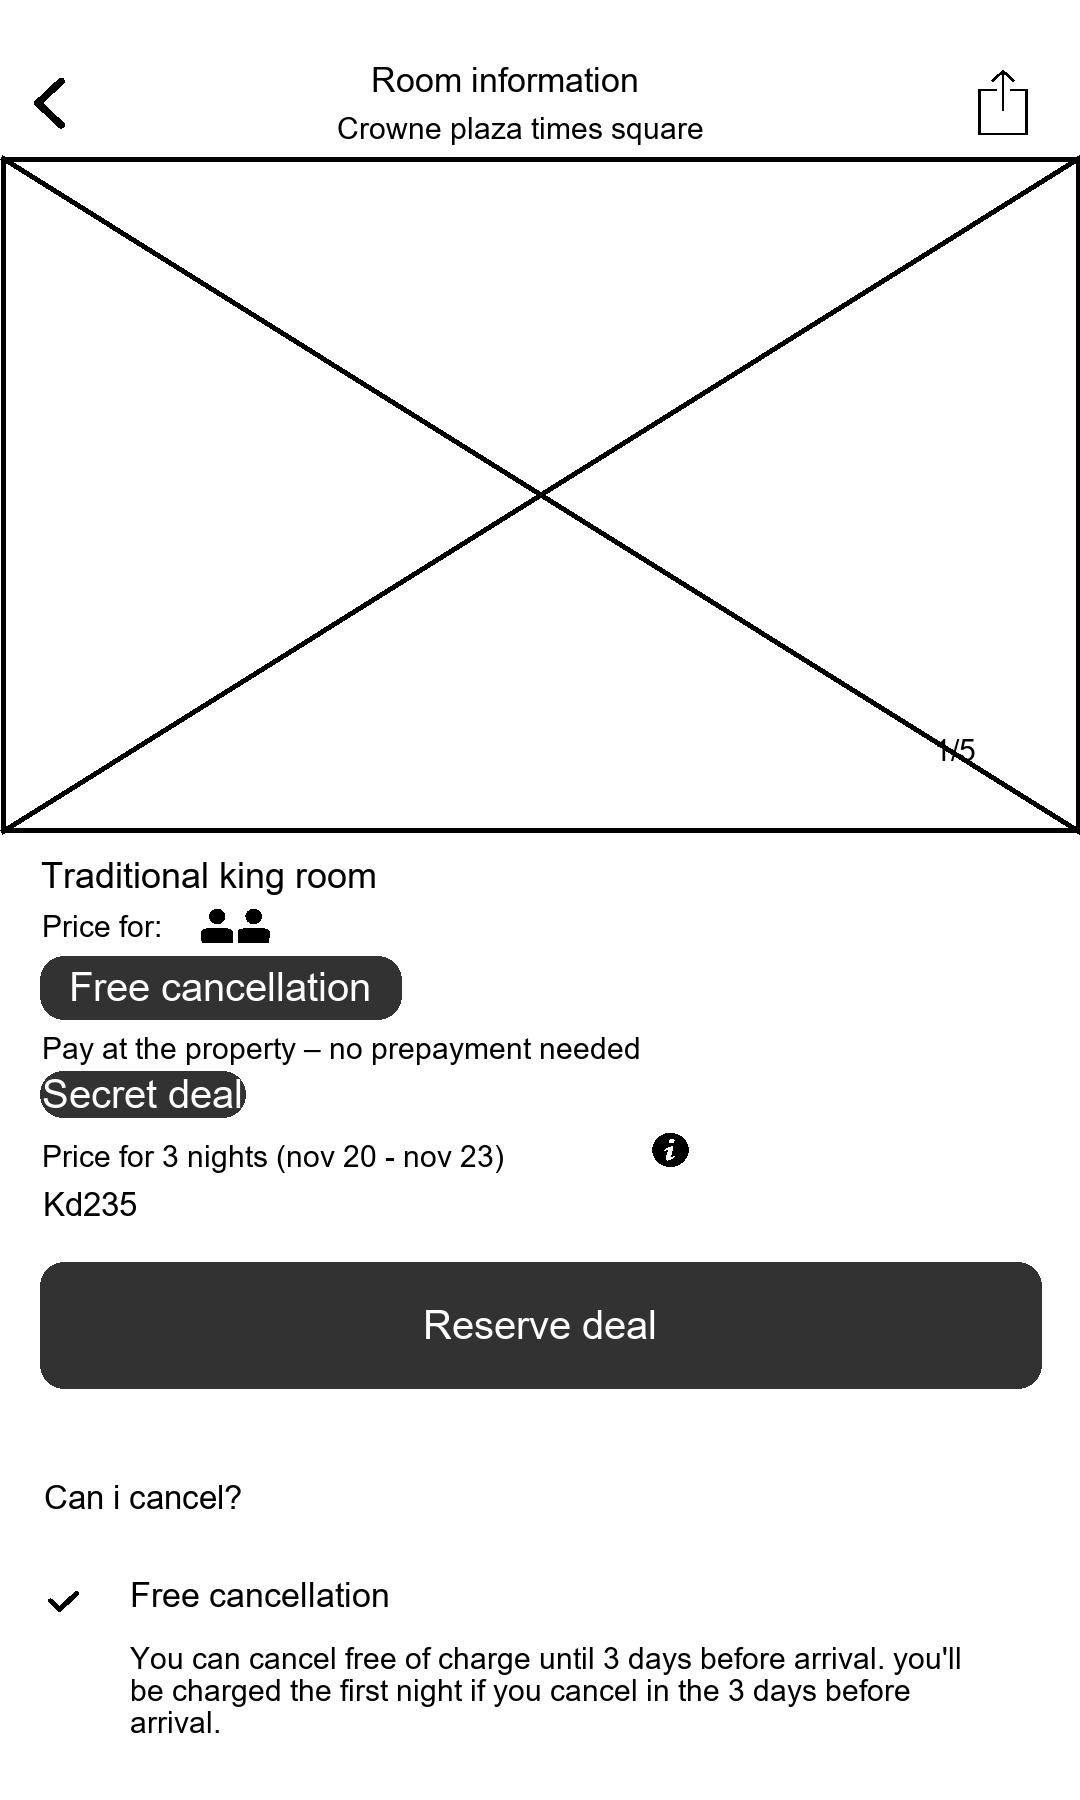 Room information
Crowne plaza times square
1/5
Traditional king room
Price for:
Free cancellation
Pay at the property – no prepayment needed
Secret deal
Price for 3 nights (nov 20 - nov 23)
Kd235
Reserve deal
Can i cancel?
Free cancellation
You can cancel free of charge until 3 days before arrival. you'll
be charged the first night if you cancel in the 3 days before
arrival.